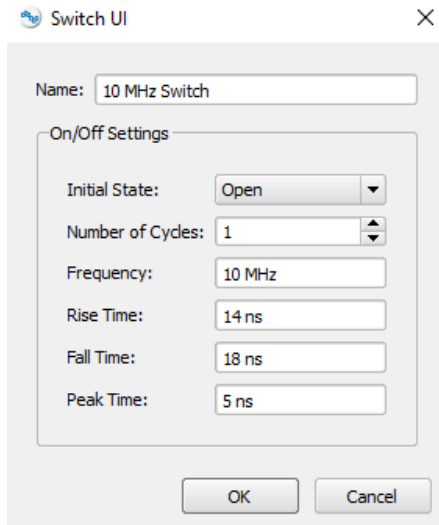 Switch UI
Name: 10 MHz Switch
On/Off Settings
Initial State: Open
Number of Cycles: 1
Frequency: 10 MHz
Rise Time: 14 ns
Fall Time: 18 ns
Peak Time: 5 ns
OK Cancel